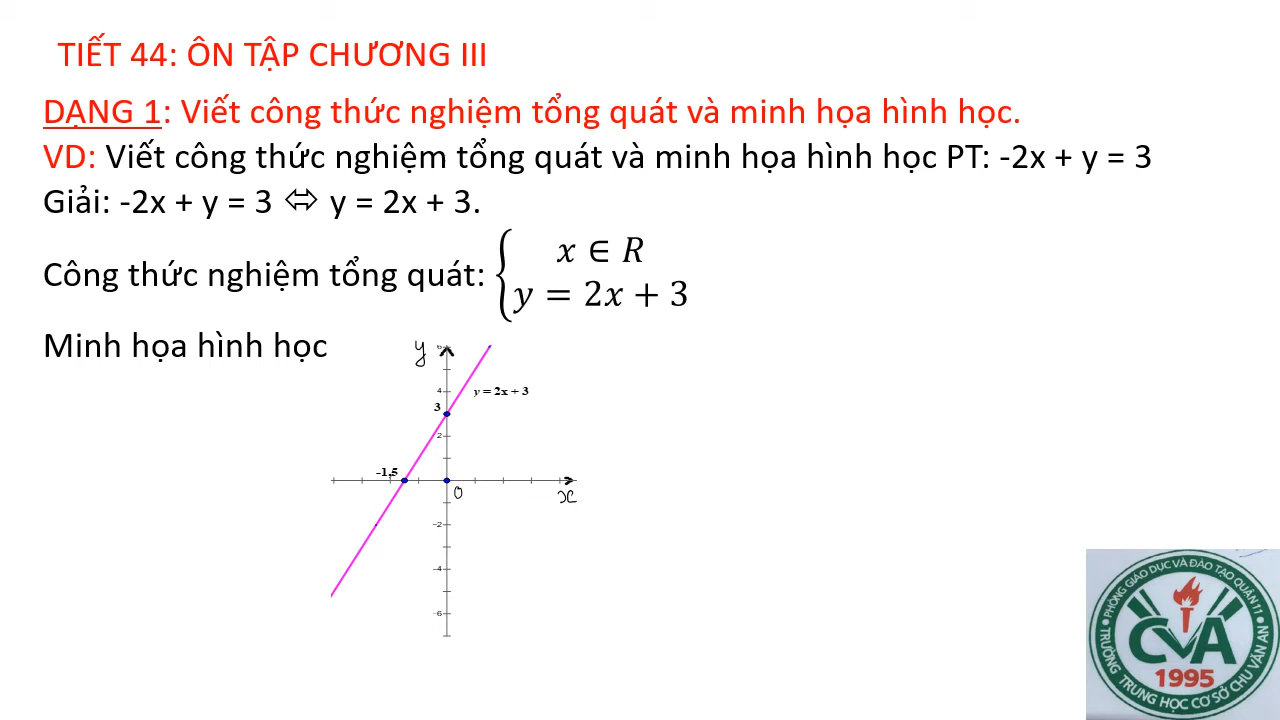 TIẾT 44: ÔN TẬP CHƯƠNG III
DẠNG 1: Viết công thức nghiệm tổng quát và minh họa hình học.
VD: Viết công thức nghiệm tổng quát và minh họa hình học PT: -2x + y = 3
Giải: -2x + y = 3 ⬄ y = 2x + 3.
Công thức nghiệm tổng quát: { x ∈ R
y = 2x + 3
Minh họa hình học
y
6
4
y = 2x + 3
3
2
-1,5
O
x
-2
-4
-6
PHÒNG GIÁO DỤC VÀ ĐÀO TẠO QUẬN 11
CVA
1995
TRƯỜNG TRUNG HỌC CƠ SỞ CHU VĂN AN